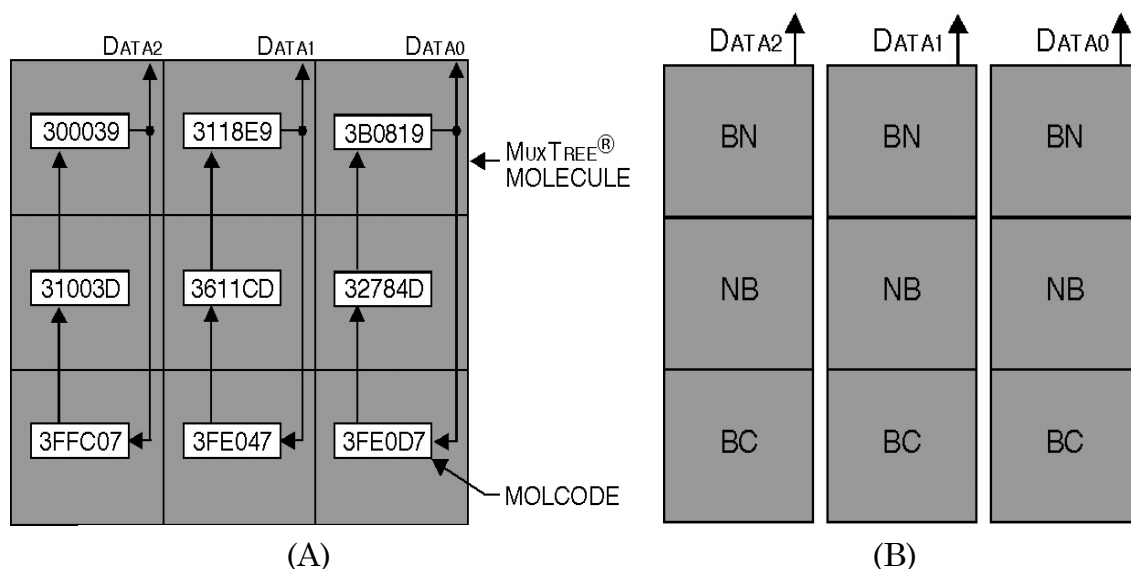 DATA2 DATA1 DATA0
300039 3118E9 3B0819
MUXTREE® MOLECULE
31003D 3611CD 32784D
3FFC07 3FE047 3FE0D7
MOLCODE
(A)
DATA2 DATA1 DATA0
BN BN BN
NB NB NB
BC BC BC
(B)